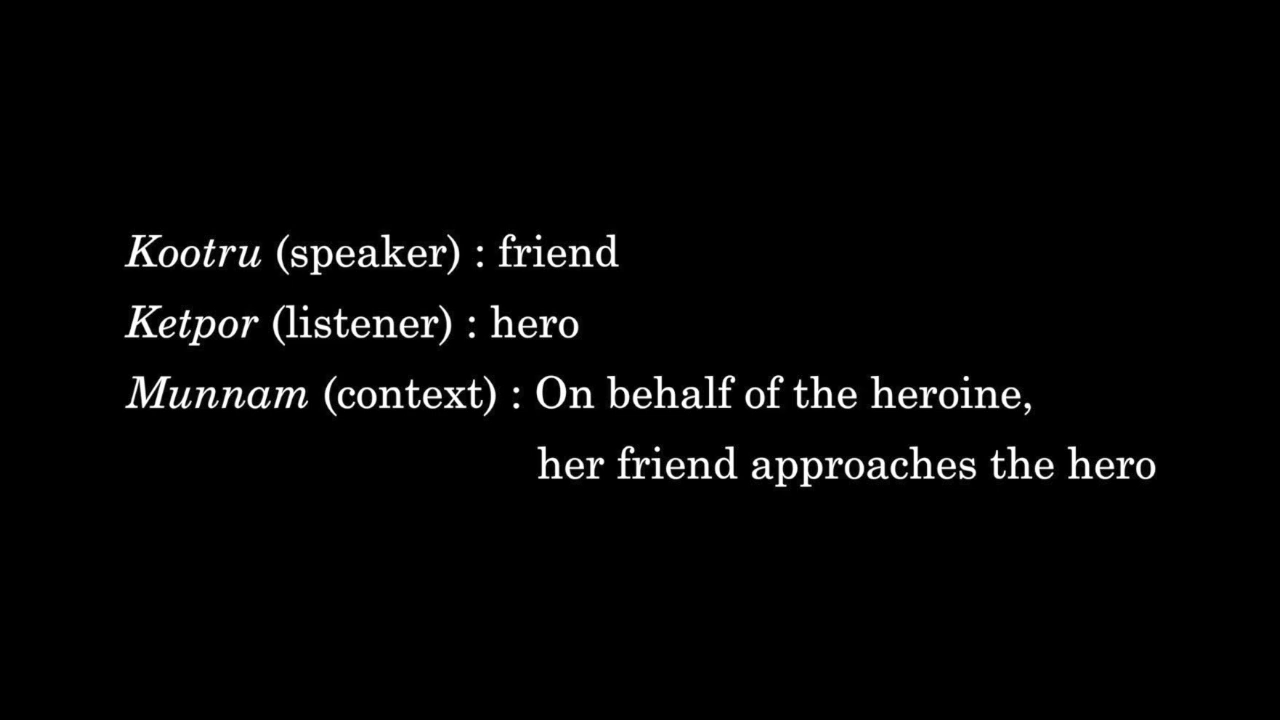 Kootru (speaker) : friend
Ketpor (listener) : hero
Munnam (context) : On behalf of the heroine,
her friend approaches the hero